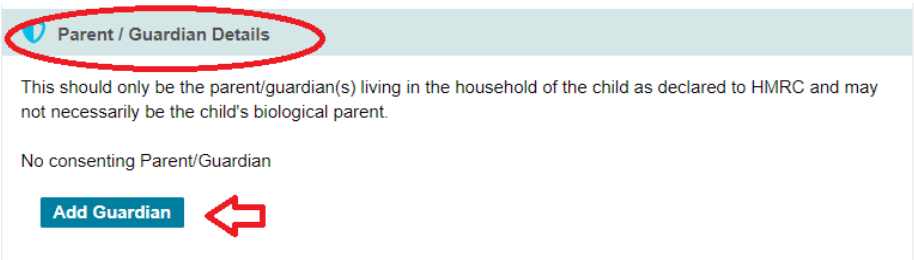 Parent / Guardian Details
This should only be the parent/guardian(s) living in the household of the child as declared to HMRC and may
not necessarily be the child's biological parent.
No consenting Parent/Guardian
Add Guardian